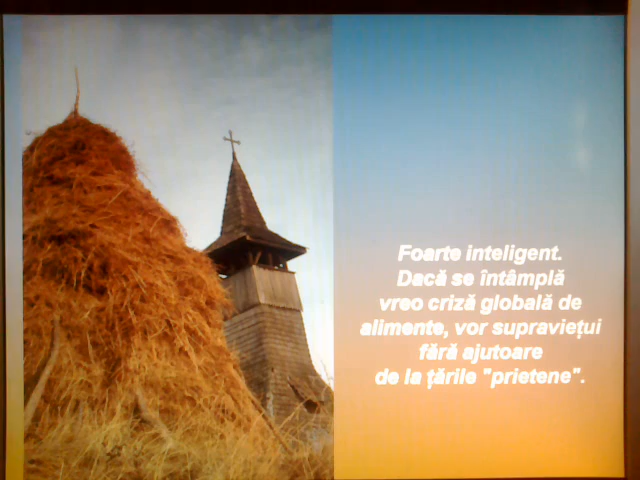 Foarte inteligent.
Dacă se întâmplă
vreo criză globală de
alimente, vor supraviețui
fără ajutoare
de la țările "prietene".